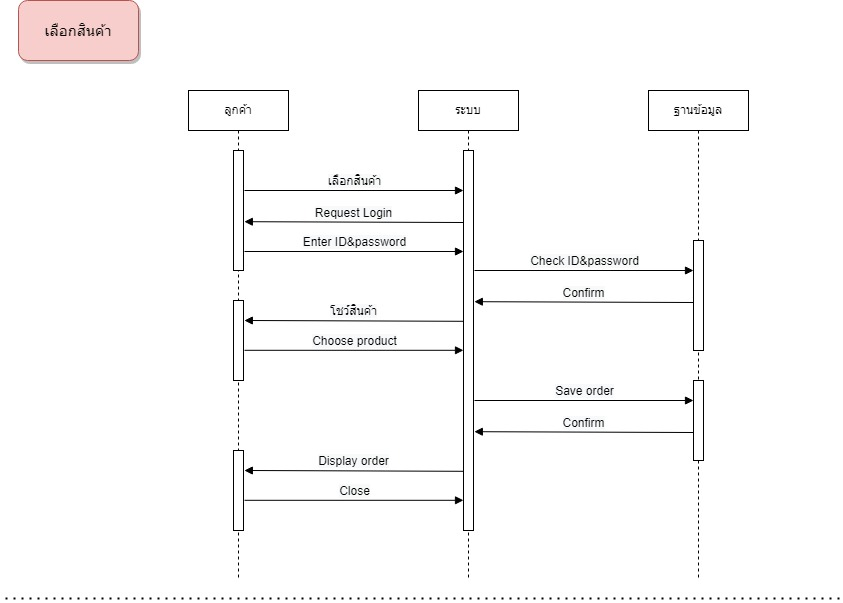 เลือกสินค้า
ลูกค้า
ระบบ
ฐานข้อมูล
เลือกสินค้า
Request Login
Enter ID&password
Check ID&password
Confirm
โชว์สินค้า
Choose product
Save order
Confirm
Display order
Close